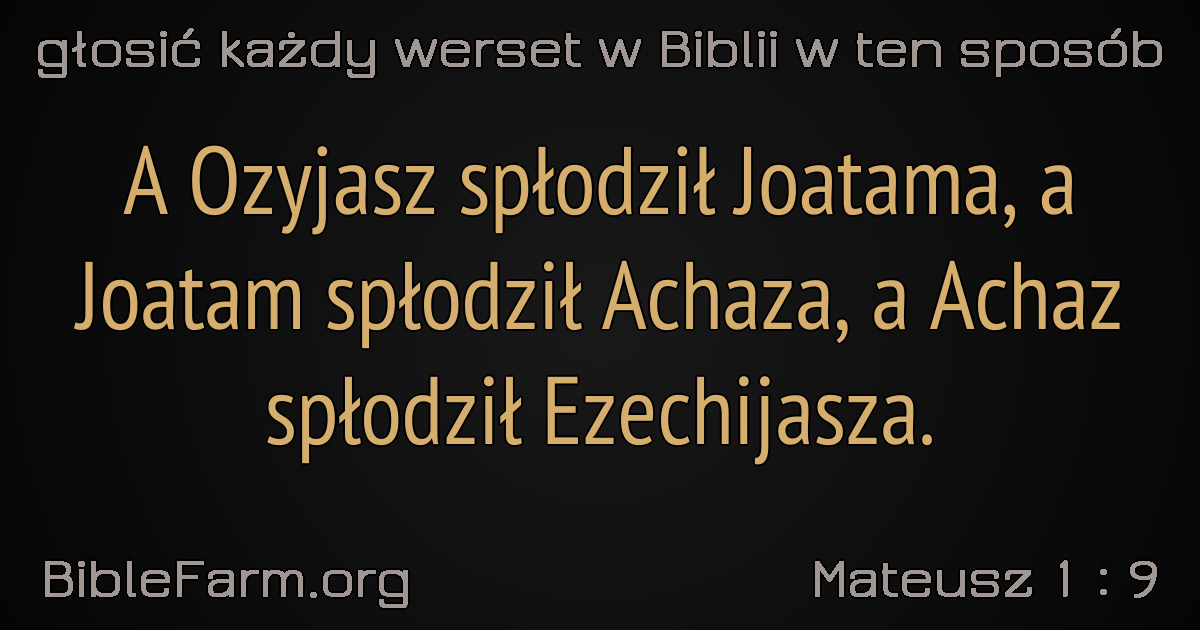 głosić każdy werset w Biblii w ten sposób
A Ozyjasz spłodził Joatama, a
Joatam spłodził Achaza, a Achaz
spłodził Ezechijasza.
BibleFarm.org
Mateusz 1 : 9